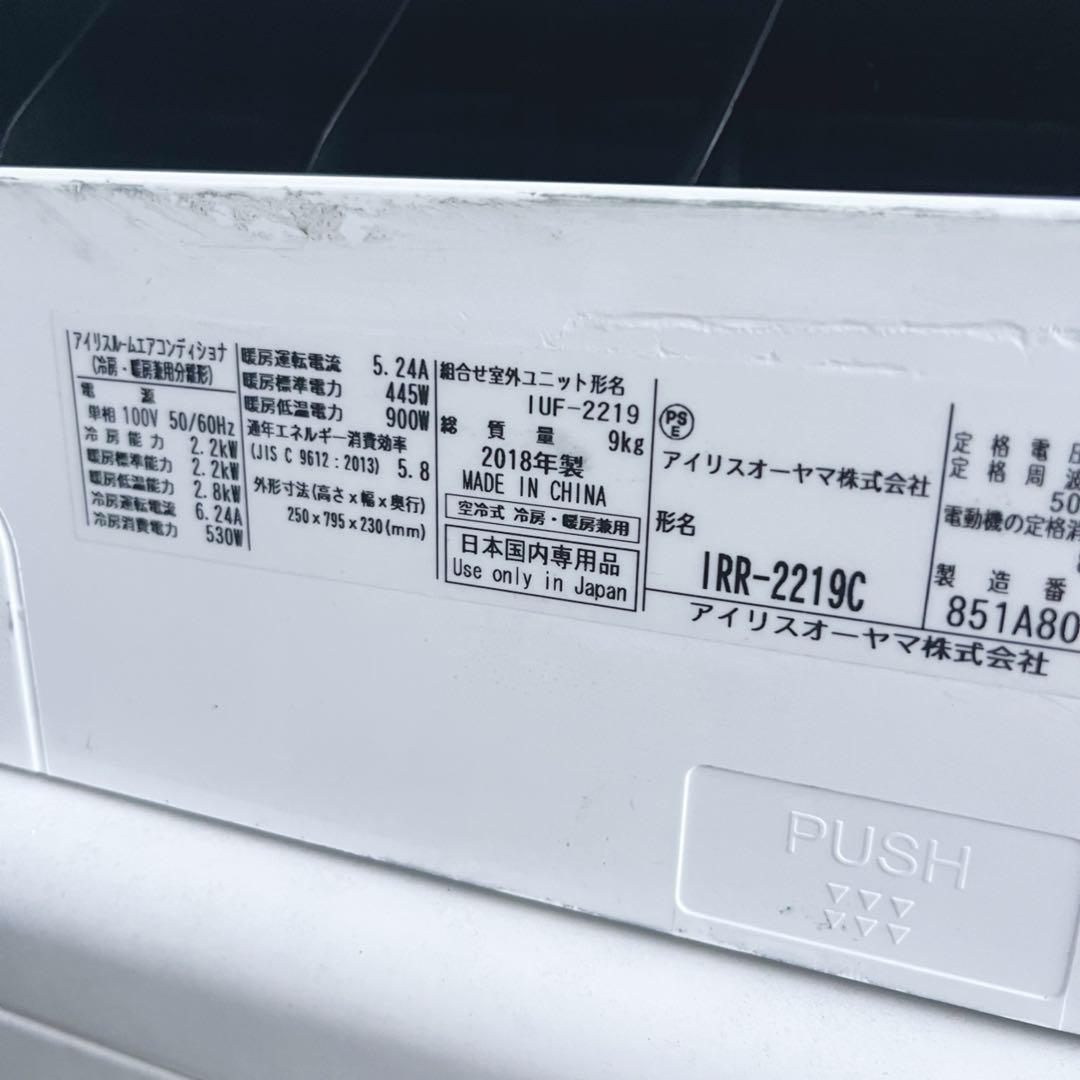 アイリスルームエアコンディショナ
(冷房・暖房兼用分離形)
電 源
単相 100V 50/60Hz
冷房能力 2.2kW
暖房標準能力 2.2kW
暖房低温能力 2.8kW
冷房運転電流 6.24A
冷房消費電力 530W
暖房運転電流 5.24A
暖房標準電力 445W
暖房低温電力 900W
通年エネルギー消費効率
(JIS C 9612:2013) 5.8
外形寸法(高さx幅x奥行)
250x795x230(mm)
組合せ室外ユニット形名
IUF-2219
総質量 9kg
2018年製
MADE IN CHINA
空冷式 冷房・暖房兼用
日本国内専用品
Use only in Japan
PS
E
アイリスオーヤマ株式会社
形名
IRR-2219C
アイリスオーヤマ株式会社
定格電圧
定格周波
50
電動機の定格消
製造番
851A80
PUSH